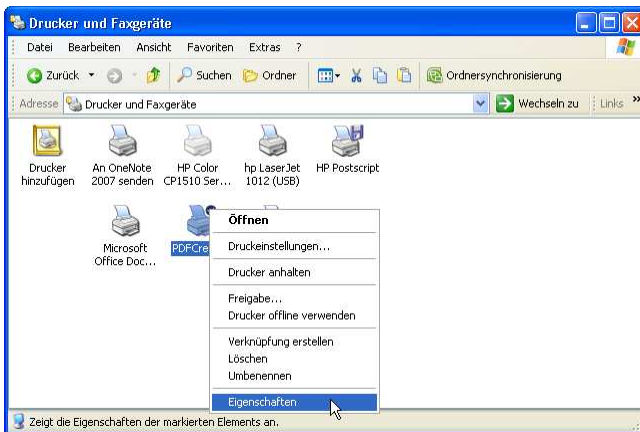 Drucker und Faxgeräte
Datei Bearbeiten Ansicht Favoriten Extras ?
Zurück Suchen Ordner Ordnersynchronisierung
Adresse Drucker und Faxgeräte Wechseln zu Links »
Drucker hinzufügen
An OneNote 2007 senden
HP Color CP1510 Ser...
hp LaserJet 1012 (USB)
HP Postscript
Microsoft Office Doc...
PDFCre
Öffnen
Druckeinstellungen...
Drucker anhalten
Freigabe...
Drucker offline verwenden
Verknüpfung erstellen
Löschen
Umbenennen
Eigenschaften
Zeigt die Eigenschaften der markierten Elements an.